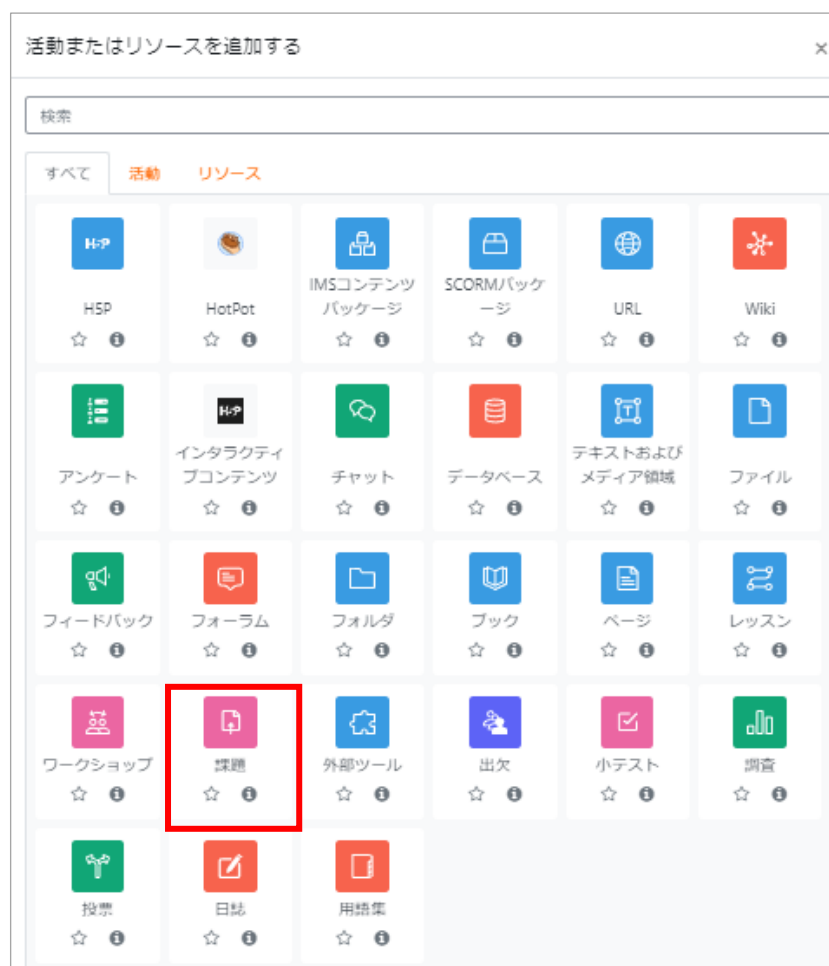 活動またはリソースを追加する
×
検索
すべて 活動 リソース
H5P
H5P
HotPot
IMSコンテンツ
パッケージ
SCORMパッケ
ージ
URL
Wiki
アンケート
H5P
インタラクティ
ブコンテンツ
チャット
データベース
T
テキストおよび
メディア領域
ファイル
フィードバック
フォーラム
フォルダ
ブック
ページ
レッスン
ワークショップ
課題
外部ツール
出欠
小テスト
調査
投票
日誌
用語集